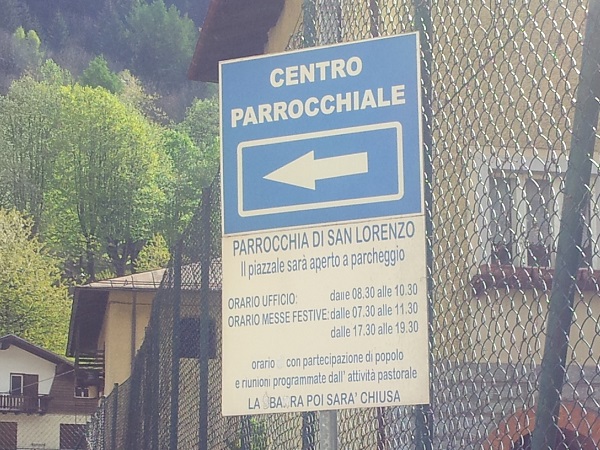 CENTRO
PARROCCHIALE
PARROCCHIA DI SAN LORENZO
Il piazzale sarà aperto a parcheggio
ORARIO UFFICIO: dalle 08.30 alle 10.30
ORARIO MESSE FESTIVE: dalle 07.30 alle 11.30
dalle 17.30 alle 19.30
orario con partecipazione di popolo
e riunioni programmate dall' attività pastorale
LA POI SARA' CHIUSA